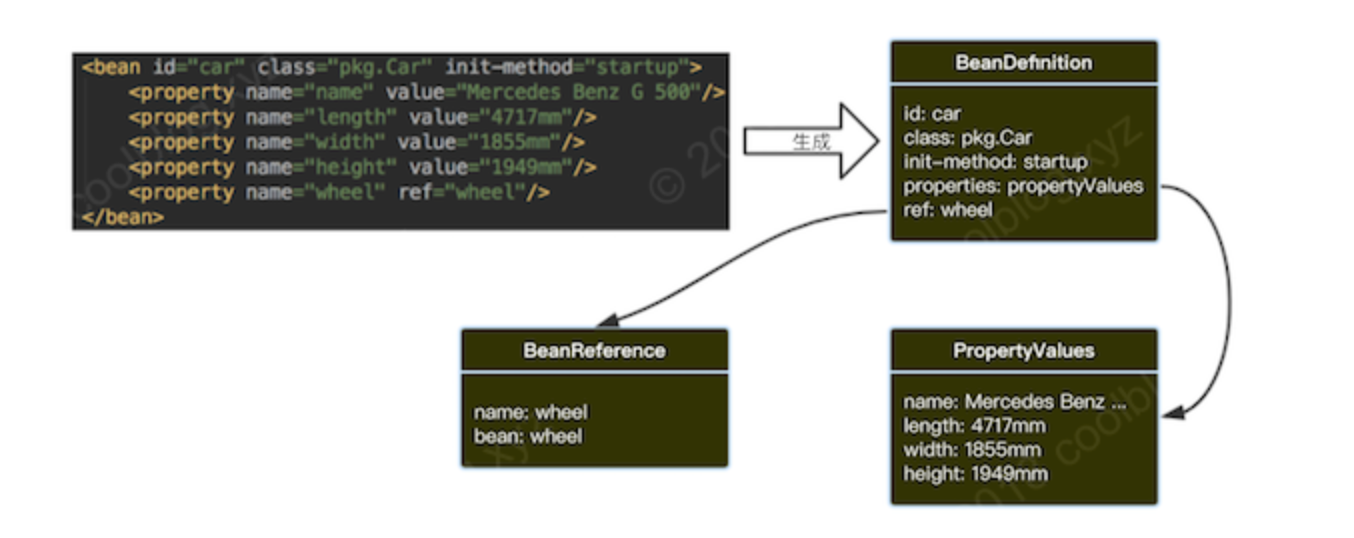 <bean id="car" class="pkg.Car" init-method="startup">
<property name="name" value="Mercedes Benz G 500"/>
<property name="length" value="4717mm"/>
<property name="width" value="1855mm"/>
<property name="height" value="1949mm"/>
<property name="wheel" ref="wheel"/>
</bean>
生成
BeanDefinition
id: car
class: pkg.Car
init-method: startup
properties: propertyValues
ref: wheel
BeanReference
name: wheel
bean: wheel
PropertyValues
name: Mercedes Benz ...
length: 4717mm
width: 1855mm
height: 1949mm